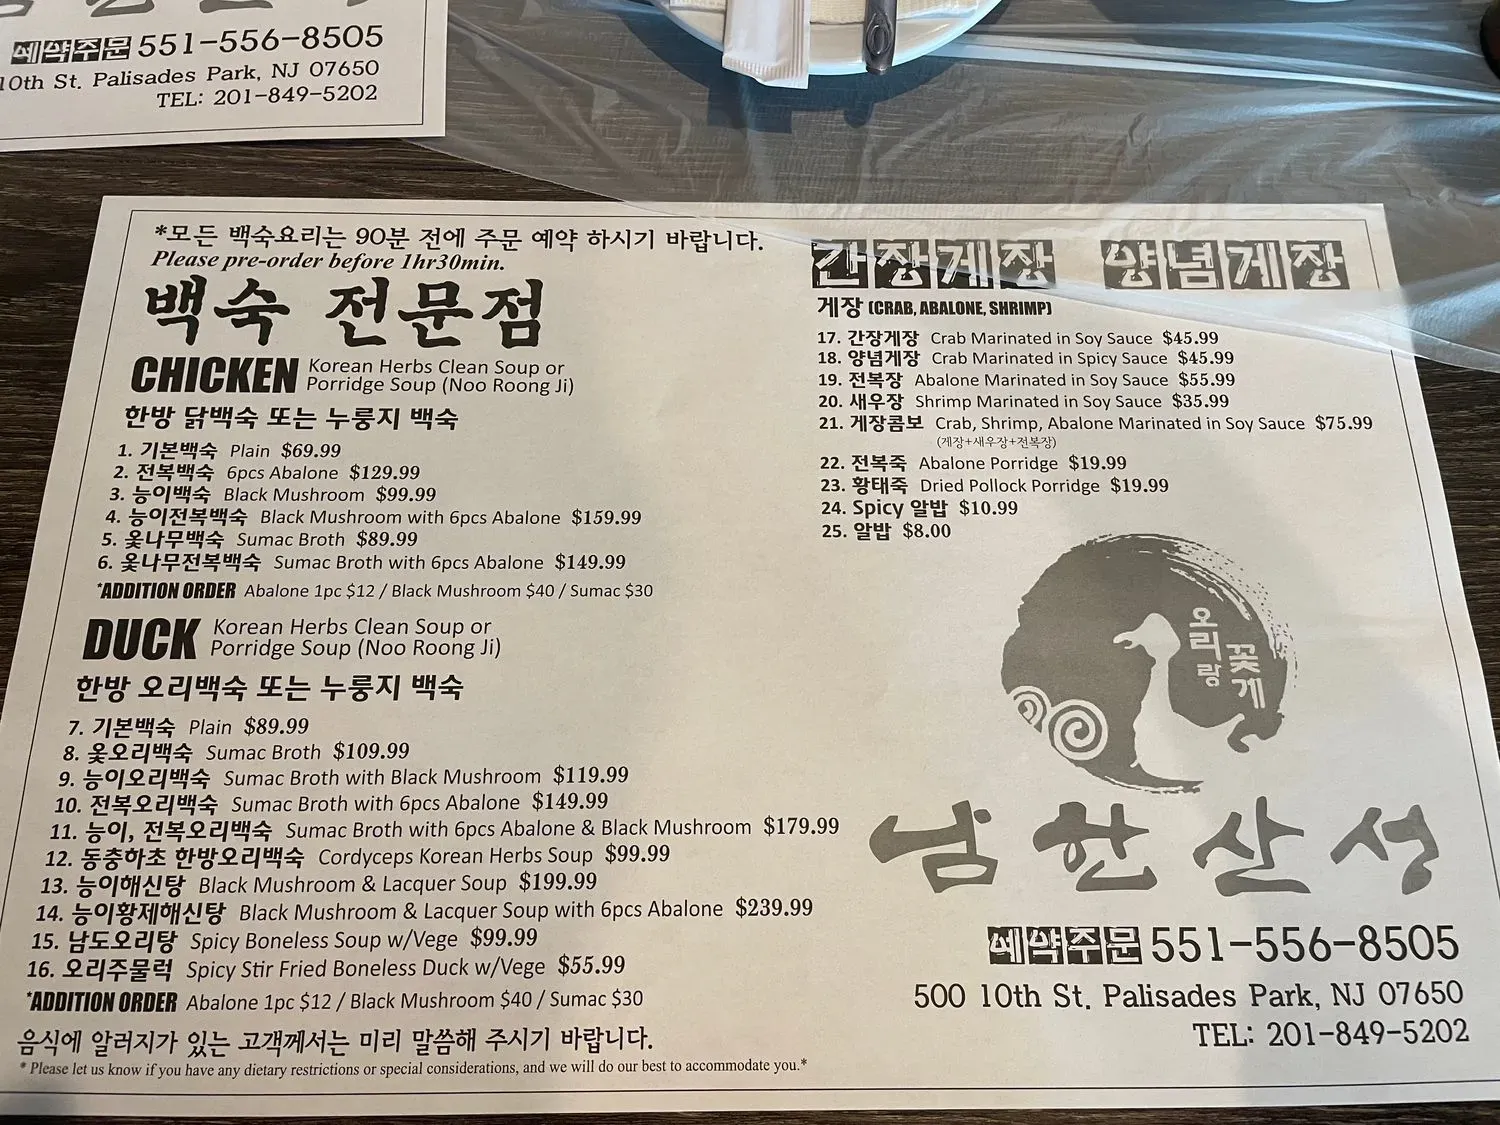 예약주문 551-556-8505
10th St. Palisades Park, NJ 07650
TEL: 201-849-5202
*모든 백숙요리는 90분 전에 주문 예약 하시기 바랍니다.
Please pre-order before 1hr30min.
백숙 전문점
CHICKEN Korean Herbs Clean Soup or
Porridge Soup (Noo Roong Ji)
한방 닭백숙 또는 누룽지 백숙
1. 기본백숙 Plain $69.99
2. 전복백숙 6pcs Abalone $129.99
3. 능이백숙 Black Mushroom $99.99
4. 능이전복백숙 Black Mushroom with 6pcs Abalone $159.99
5. 옻나무백숙 Sumac Broth $89.99
6. 옻나무전복백숙 Sumac Broth with 6pcs Abalone $149.99
*ADDITION ORDER Abalone 1pc $12 / Black Mushroom $40 / Sumac $30
DUCK Korean Herbs Clean Soup or
Porridge Soup (Noo Roong Ji)
한방 오리백숙 또는 누룽지 백숙
7. 기본백숙 Plain $89.99
8. 옻오리백숙 Sumac Broth $109.99
9. 능이오리백숙 Sumac Broth with Black Mushroom $119.99
10. 전복오리백숙 Sumac Broth with 6pcs Abalone $149.99
11. 능이, 전복오리백숙 Sumac Broth with 6pcs Abalone & Black Mushroom $179.99
12. 동충하초 한방오리백숙 Cordyceps Korean Herbs Soup $99.99
13. 능이해신탕 Black Mushroom & Lacquer Soup $199.99
14. 능이황제해신탕 Black Mushroom & Lacquer Soup with 6pcs Abalone $239.99
15. 남도오리탕 Spicy Boneless Soup w/Vege $99.99
16. 오리주물럭 Spicy Stir Fried Boneless Duck w/Vege $55.99
*ADDITION ORDER Abalone 1pc $12 / Black Mushroom $40 / Sumac $30
음식에 알러지가 있는 고객께서는 미리 말씀해 주시기 바랍니다.
* Please let us know if you have any dietary restrictions or special considerations, and we will do our best to accommodate you.*
간장게장 양념게장
게장 (CRAB, ABALONE, SHRIMP)
17. 간장게장 Crab Marinated in Soy Sauce $45.99
18. 양념게장 Crab Marinated in Spicy Sauce $45.99
19. 전복장 Abalone Marinated in Soy Sauce $55.99
20. 새우장 Shrimp Marinated in Soy Sauce $35.99
21. 게장콤보 Crab, Shrimp, Abalone Marinated in Soy Sauce $75.99
(게장+새우장+전복장)
22. 전복죽 Abalone Porridge $19.99
23. 황태죽 Dried Pollock Porridge $19.99
24. Spicy 알밥 $10.99
25. 알밥 $8.00
오리랑
꽃게
남한산성
예약주문 551-556-8505
500 10th St. Palisades Park, NJ 07650
TEL: 201-849-5202